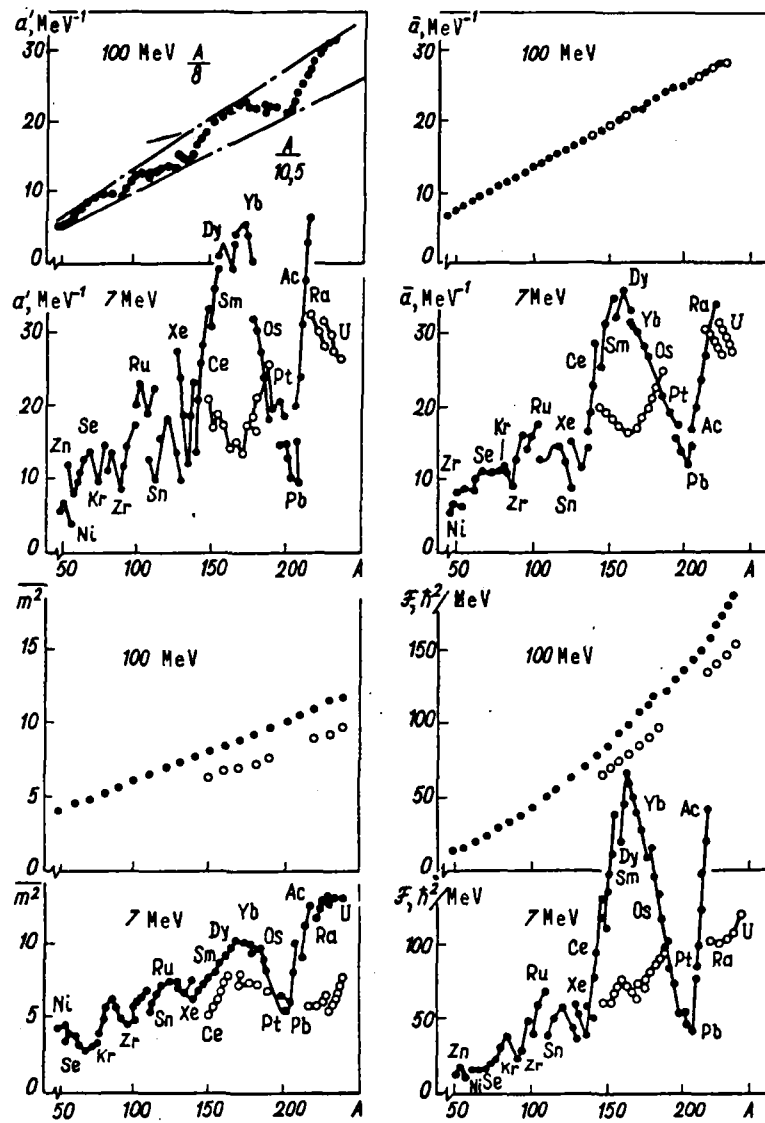 a′, MeV⁻¹
30
20
10
0
100 MeV
A/8
A/10,5
ā, MeV⁻¹
30
20
10
0
100 MeV
a′, MeV⁻¹
7 MeV
30
20
10
0
Zn
Se
Ni
Kr
Zr
Ru
Sn
Xe
Ce
Sm
Dy
Yb
Os
Pt
Pb
Ac
Ra
U
50 100 150 200 A
ā, MeV⁻¹
7 MeV
30
20
10
0
Zr
Ni
Se
Kr
Zr
Ru
Sn
Xe
Ce
Sm
Dy
Yb
Os
Pt
Pb
Ac
Ra
U
50 100 150 200 A
m²
15
10
5
0
100 MeV
ℱ, ħ²/MeV
150
100
50
0
100 MeV
m²
7 MeV
10
5
0
Ni
Se
Kr
Zr
Ru
Sn
Xe
Ce
Sm
Dy
Yb
Os
Pt
Pb
Ac
Ra
U
50 100 150 200 A
ℱ, ħ²/MeV
7 MeV
100
50
0
Zn
Ni
Se
Kr
Zr
Ru
Sn
Xe
Ce
Sm
Dy
Yb
Os
Pt
Pb
Ac
Ra
U
50 100 150 200 A